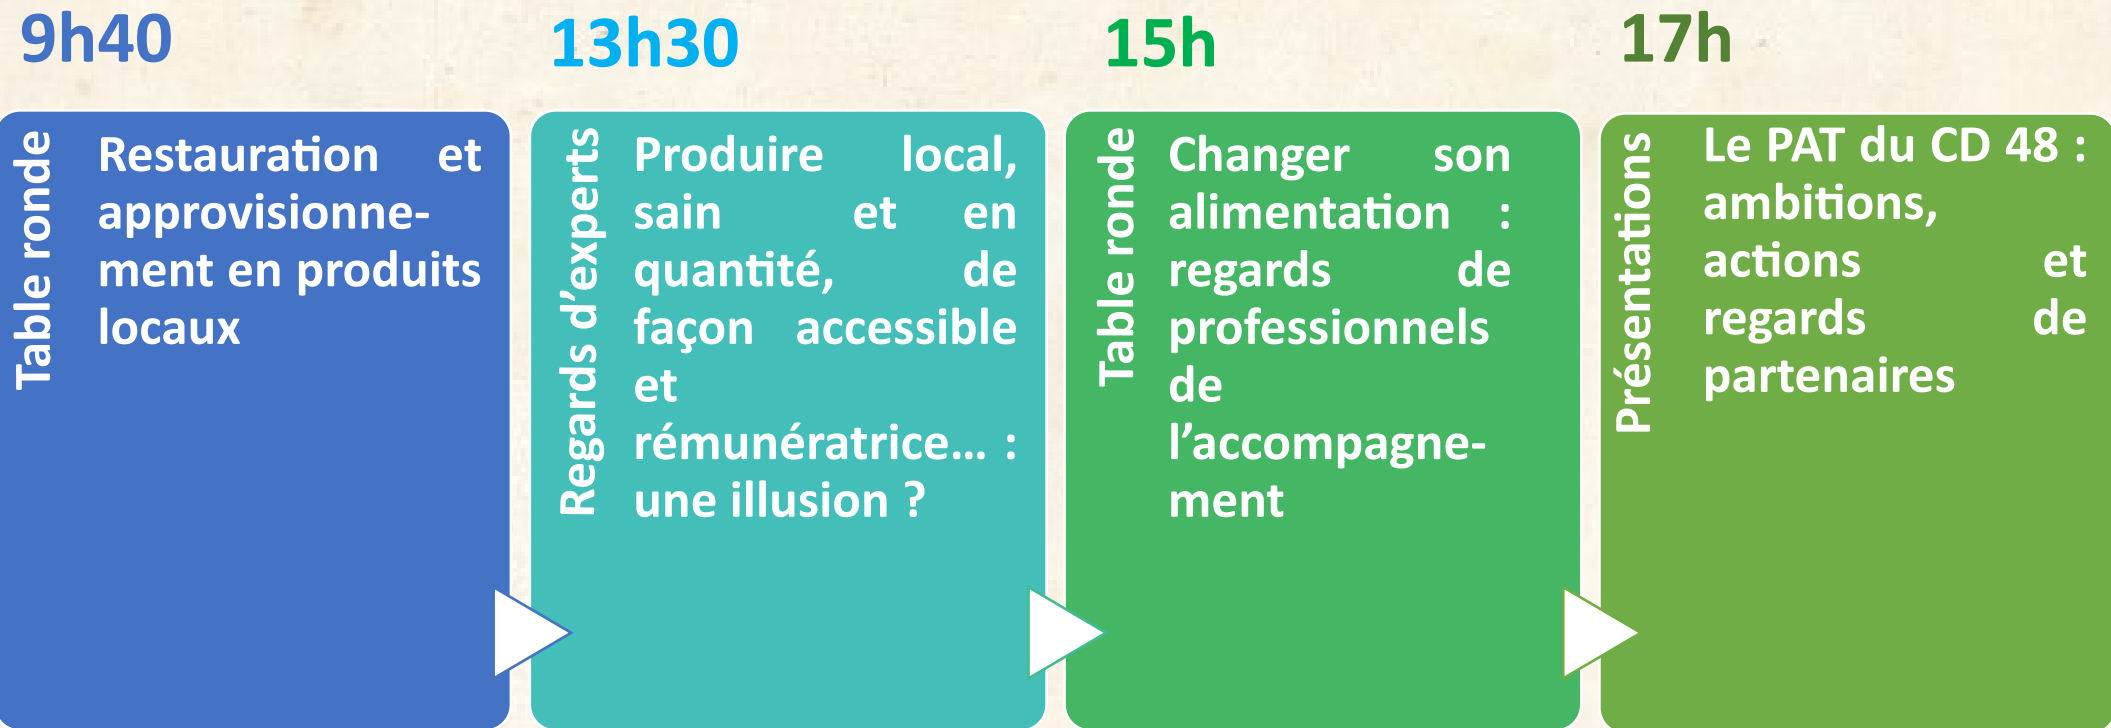 9h40
Table ronde
Restauration et
approvisionne-
ment en produits
locaux
13h30
Regards d’experts
Produire local,
sain et en
quantité, de
façon accessible
et
rémunératrice… :
une illusion ?
15h
Table ronde
Changer son
alimentation :
regards de
professionnels
de
l’accompagne-
ment
17h
Présentations
Le PAT du CD 48 :
ambitions,
actions et
regards de
partenaires